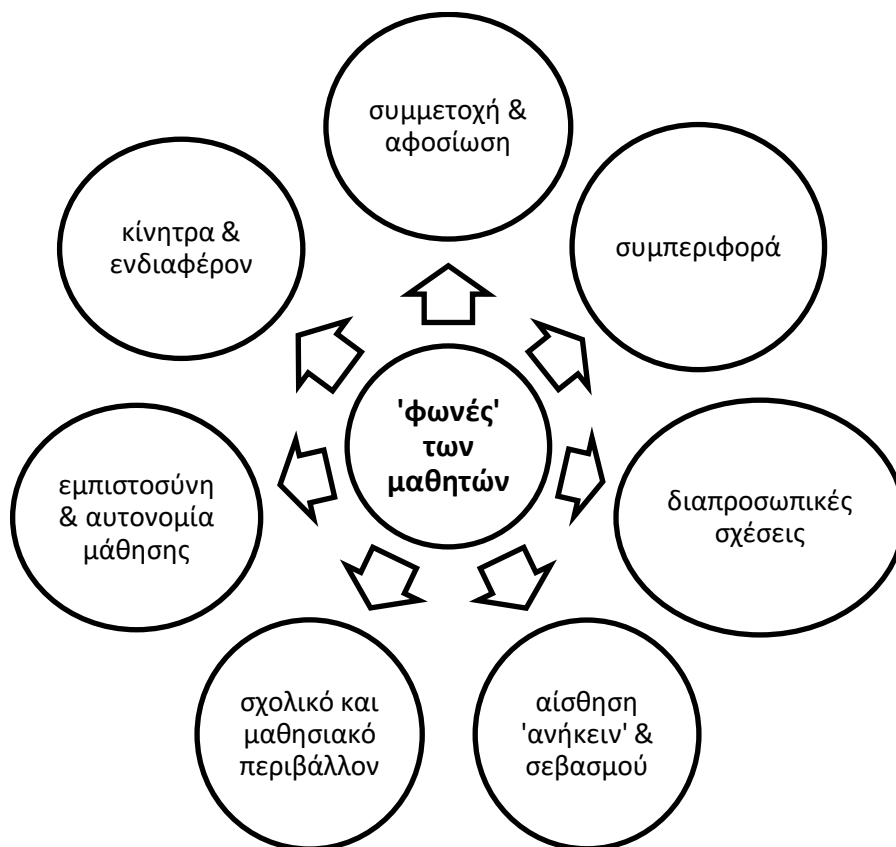 συμμετοχή &
αφοσίωση
συμπεριφορά
διαπροσωπικές
σχέσεις
αίσθηση
'ανήκειν' &
σεβασμού
σχολικό και
μαθησιακό
περιβάλλον
εμπιστοσύνη
& αυτονομία
μάθησης
κίνητρα &
ενδιαφέρον
'φωνές'
των
μαθητών